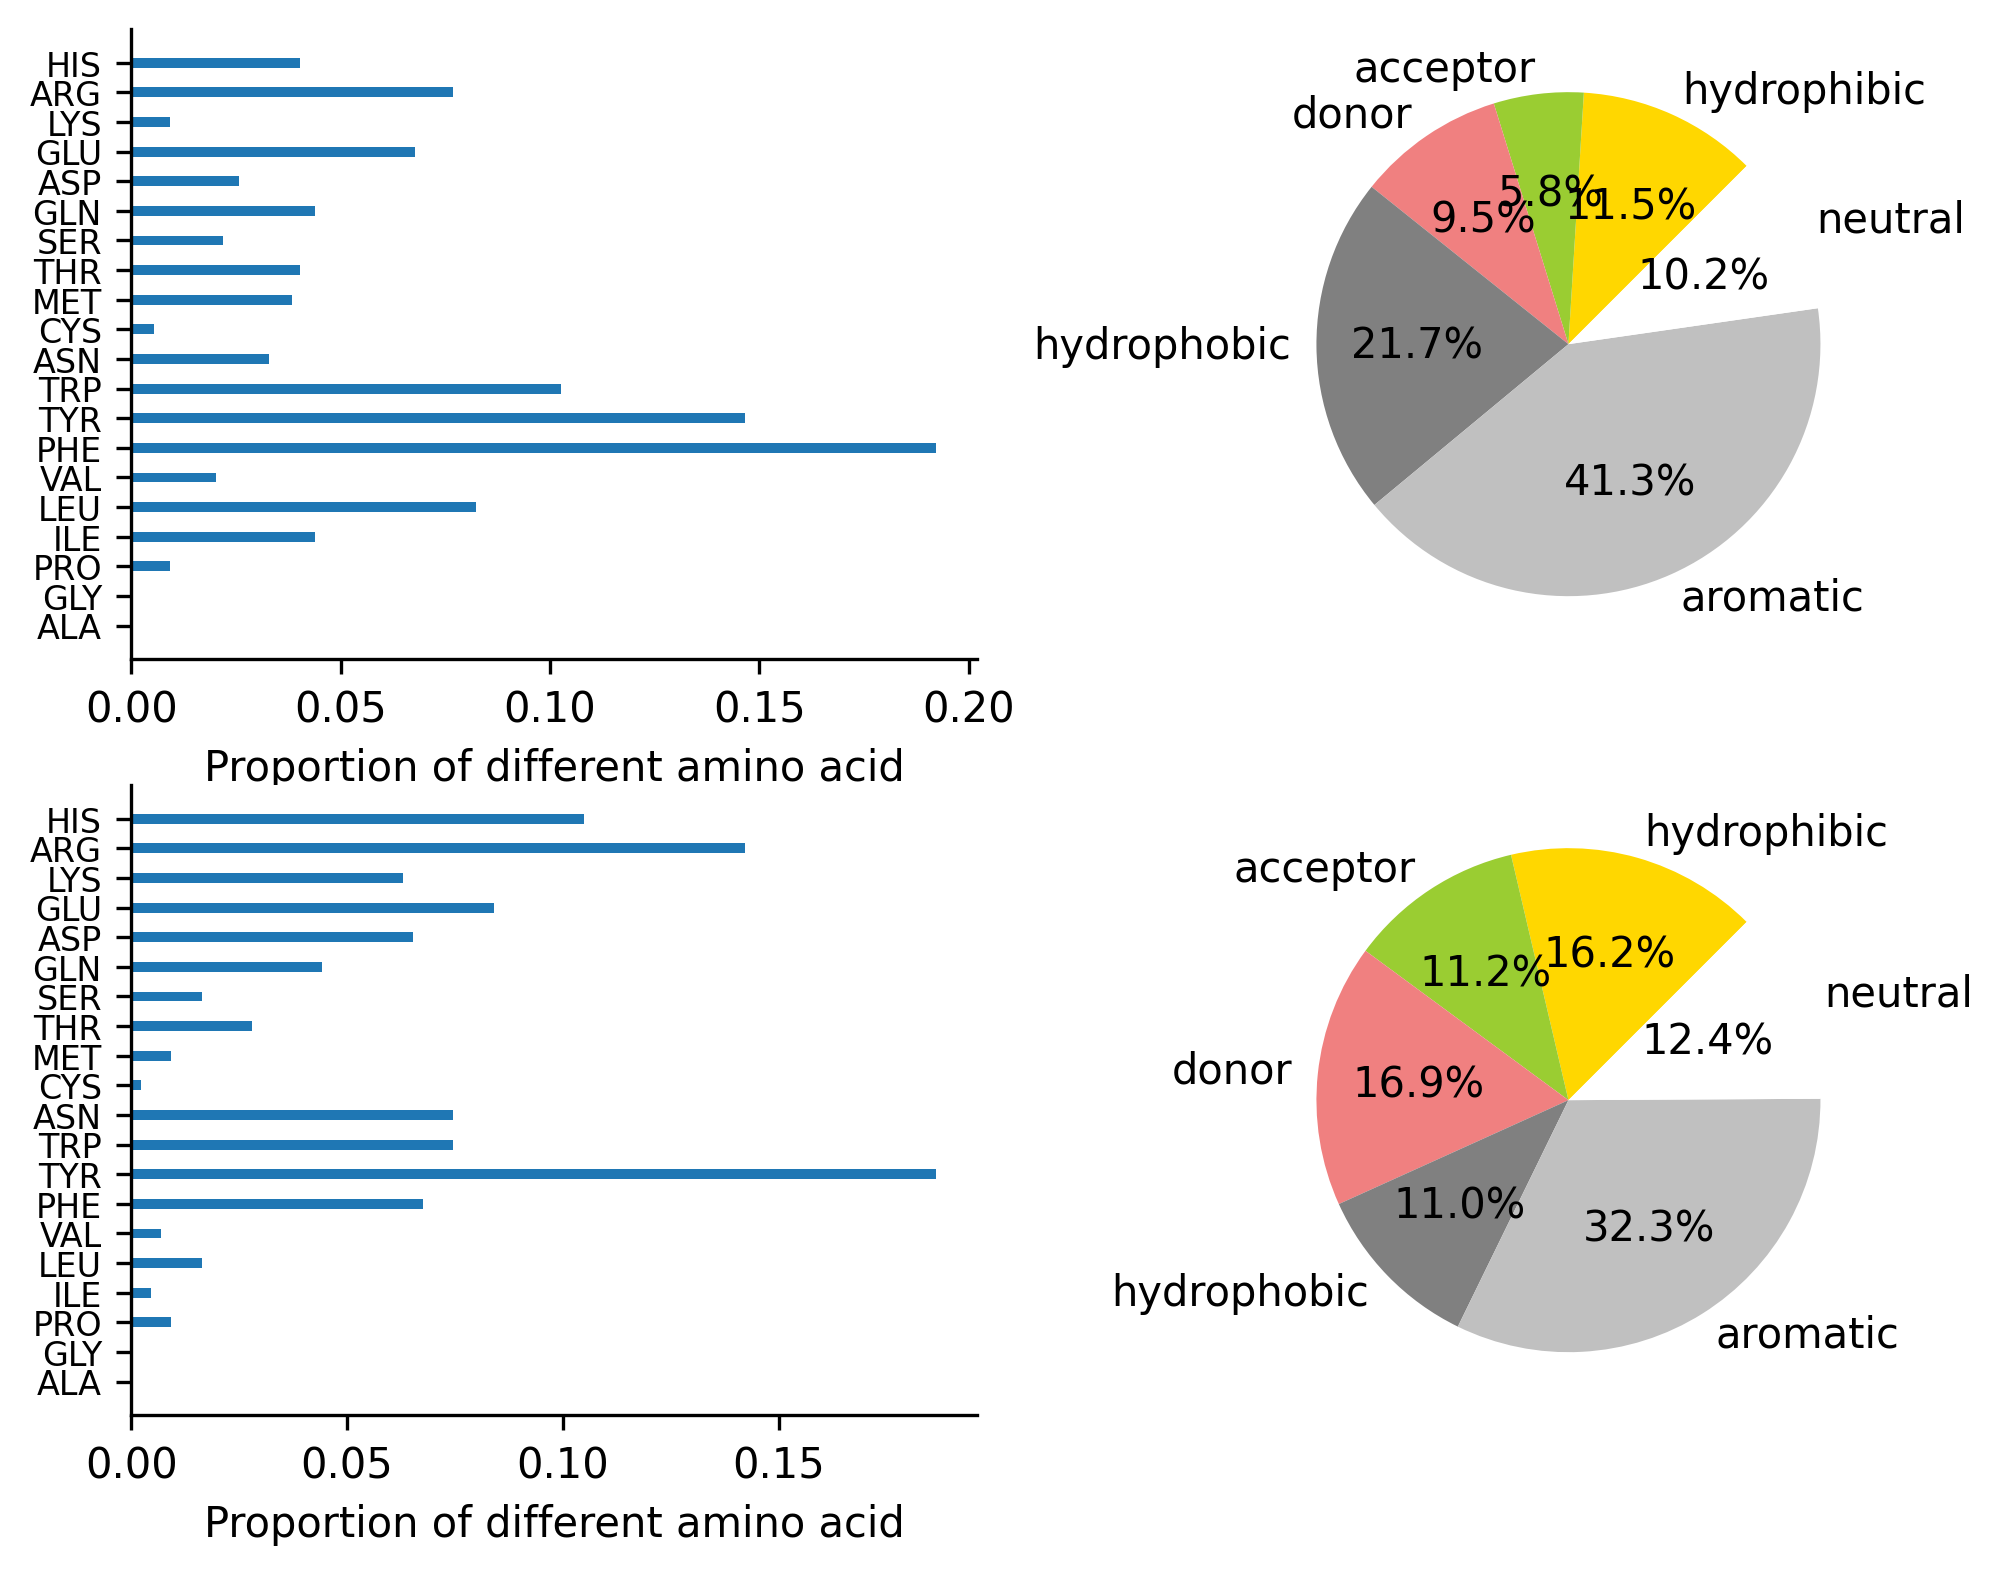 HIS
ARG
LYS
GLU
ASP
GLN
SER
THR
MET
CYS
ASN
TRP
TYR
PHE
VAL
LEU
ILE
PRO
GLY
ALA
0.00 0.05 0.10 0.15 0.20
Proportion of different amino acid
acceptor
hydrophibic
donor
neutral
5.8%
11.5%
9.5%
10.2%
hydrophobic
21.7%
41.3%
aromatic
HIS
ARG
LYS
GLU
ASP
GLN
SER
THR
MET
CYS
ASN
TRP
TYR
PHE
VAL
LEU
ILE
PRO
GLY
ALA
0.00 0.05 0.10 0.15
Proportion of different amino acid
hydrophibic
acceptor
16.2%
11.2%
neutral
12.4%
donor
16.9%
11.0%
32.3%
hydrophobic
aromatic